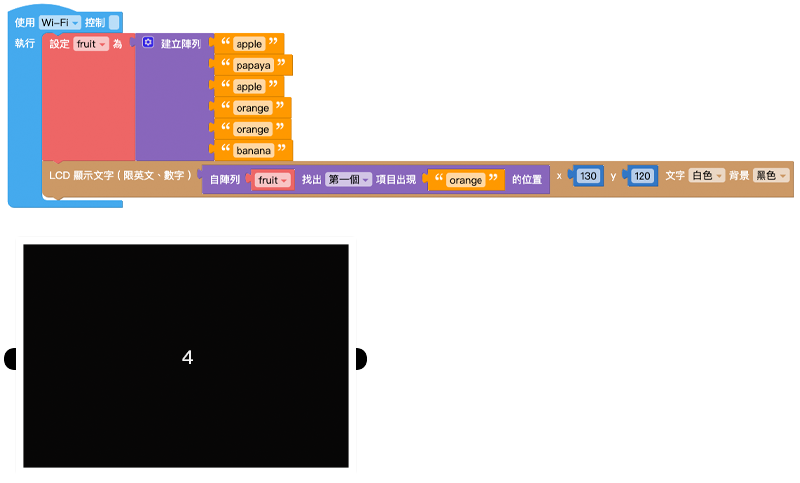 使用 Wi-Fi 控制
執行 設定 fruit 為 建立陣列 “ apple ”
“ papaya ”
“ apple ”
“ orange ”
“ orange ”
“ banana ”
LCD 顯示文字（限英文、數字） 自陣列 fruit 找出 第一個 項目出現 “ orange ” 的位置 x 130 y 120 文字 白色 背景 黑色
4